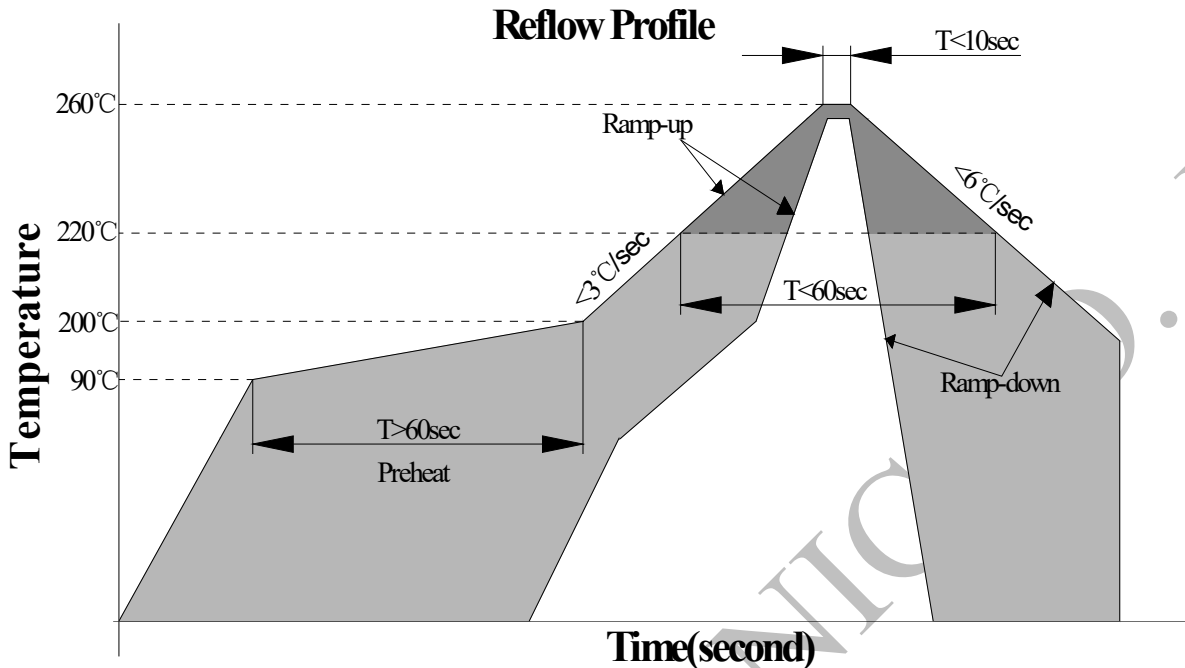 Reflow Profile
T<10sec
260℃
Ramp-up
<6℃/sec
220℃
<3℃/sec
T<60sec
200℃
90℃
Ramp-down
T>60sec
Preheat
Temperature
NIC
O.
Time(second)